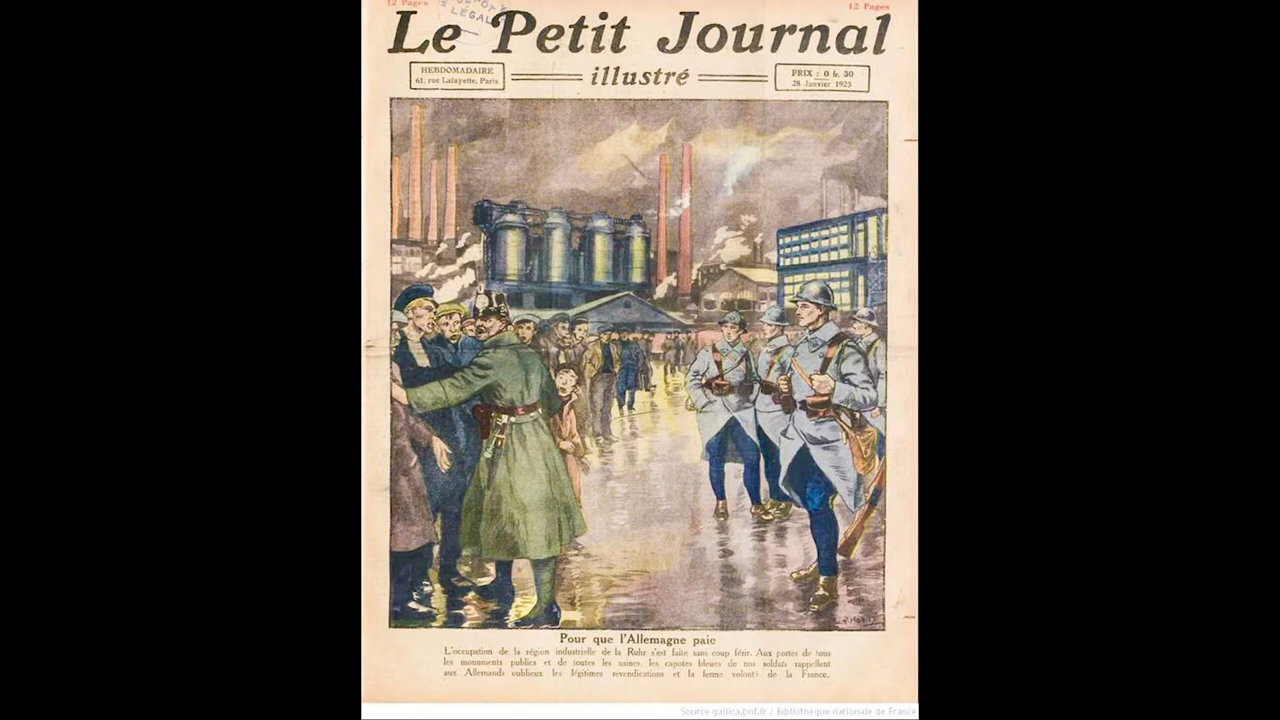 12 Pages
LÉGAL
12 Pages
Le Petit Journal
HEBDOMADAIRE
61, rue Lafayette, Paris
illustré
PRIX : 0 fr. 30
28 Janvier 1923
Pour que l'Allemagne paie
L'occupation de la région industrielle de la Ruhr s'est faite sans coup férir. Aux portes de tous
les monuments publics et de toutes les usines, les capotes bleues de nos soldats rappellent
aux Allemands oublieux les légitimes revendications et la ferme volonté de la France.
Source gallica.bnf.fr / Bibliothèque nationale de France